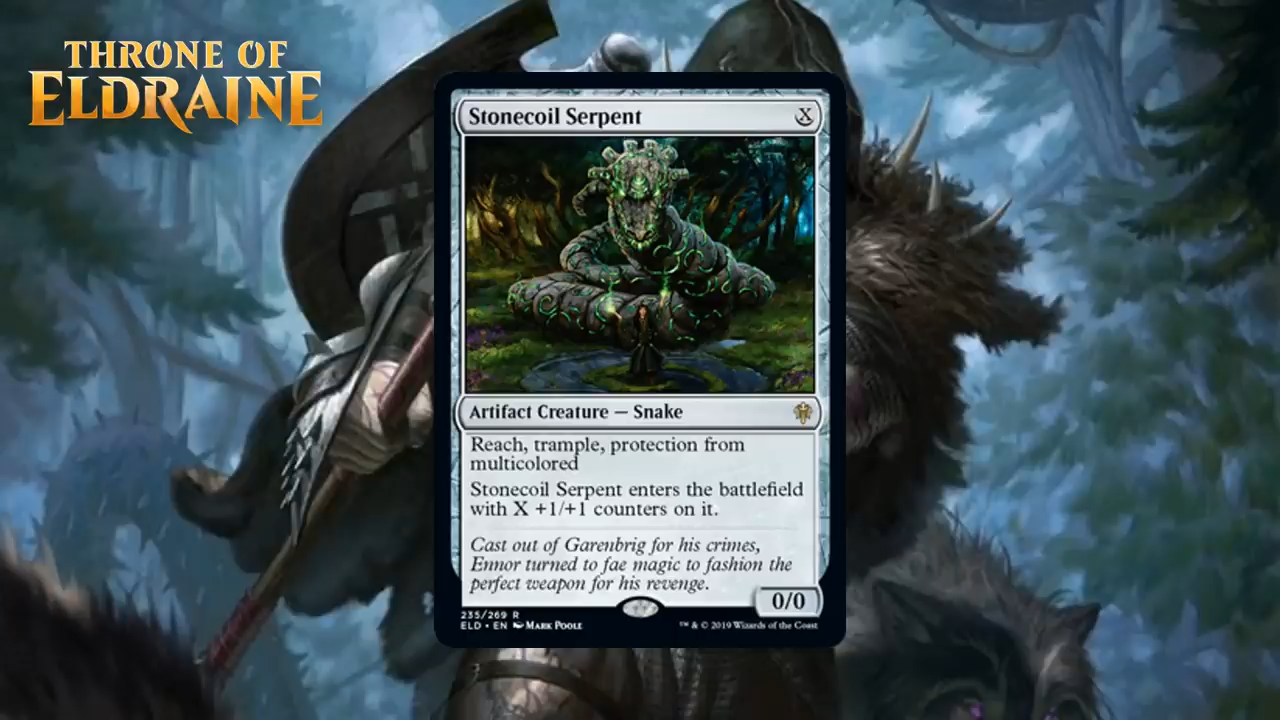 THRONE OF
ELDRAINE
Stonecoil Serpent X
Artifact Creature — Snake
Reach, trample, protection from
multicolored
Stonecoil Serpent enters the battlefield
with X +1/+1 counters on it.
Cast out of Garenbrig for his crimes,
Ennor turned to fae magic to fashion the
perfect weapon for his revenge.
0/0
235/269 R
ELD • EN MARK POOLE ™ & © 2019 Wizards of the Coast